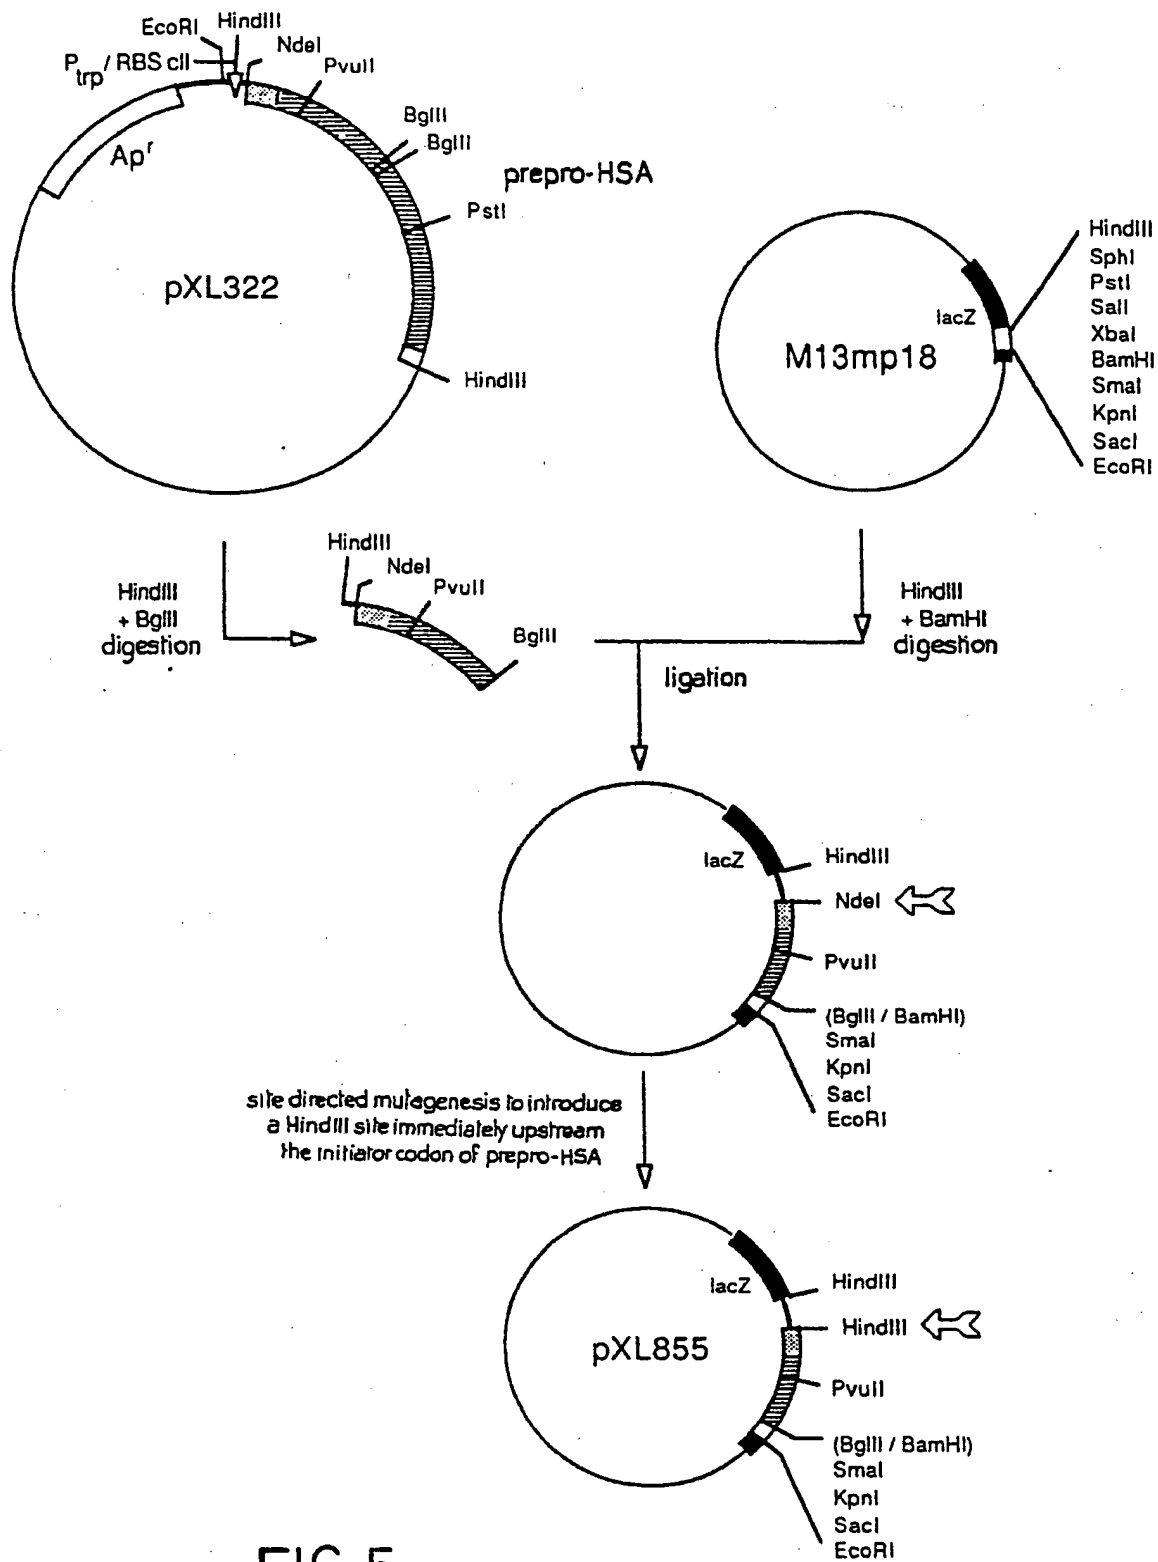 EcoRI
HindIII
NdeI
Ptrp/ RBS cII
PvuII
BglII
BglII
prepro-HSA
PstI
Apr
pXL322
HindIII
lacZ
M13mp18
HindIII
SphI
PstI
SalI
XbaI
BamHI
SmaI
KpnI
SacI
EcoRI
HindIII
+ BglII
digestion
HindIII
NdeI
PvuII
BglII
HindIII
+ BamHI
digestion
ligation
lacZ
HindIII
NdeI
PvuII
(BglII / BamHI)
SmaI
KpnI
SacI
EcoRI
site directed mutagenesis to introduce
a HindIII site immediately upstream
the initiator codon of prepro-HSA
lacZ
HindIII
HindIII
pXL855
PvuII
(BglII / BamHI)
SmaI
KpnI
SacI
EcoRI
FIG. 5